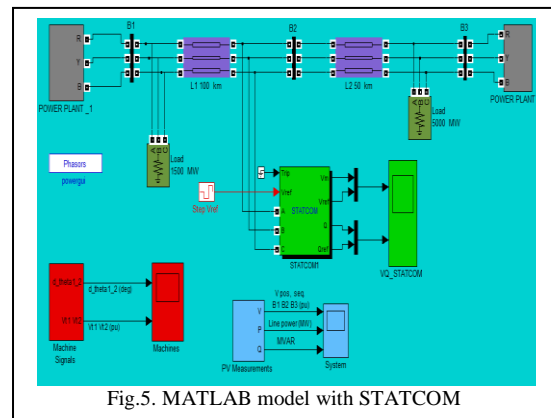 B1
B2
B3
R
Y
B
R
Y
B
POWER PLANT _1
L1 100 km
L2 50 km
POWER PLANT
A B C
Load
1500 MW
A B C
Load
5000 MW
Phasors
powergui
Step Vref
Trip
Vref
A
B
C
STATCOM
Vm
Vref
Q
Qref
STATCOM1
VQ_STATCOM
d_theta1_2
d_theta1_2 (deg)
Vt1 Vt2
Vt1 Vt2 (pu)
Machine
Signals
Machines
V pos. seq.
B1 B2 B3 (pu)
Line power (MW)
MVAR
V
P
Q
PV Measurements
System
Fig.5. MATLAB model with STATCOM